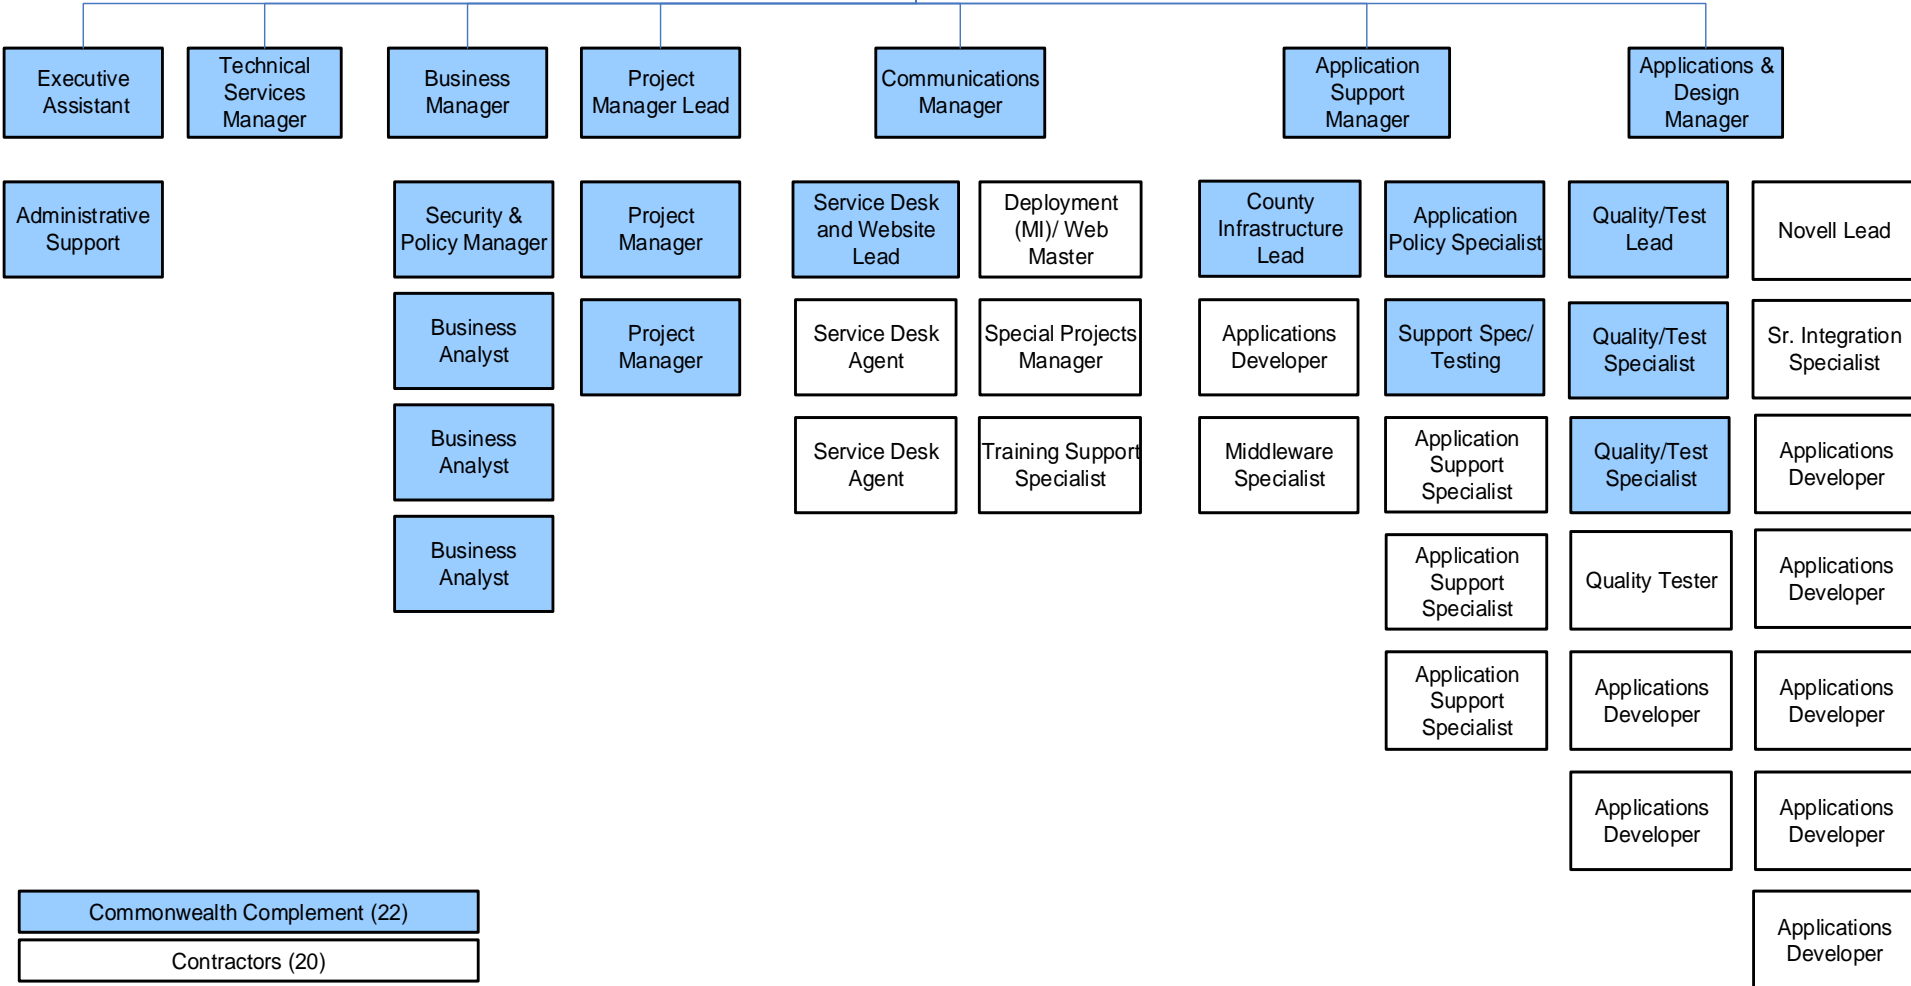 Executive
Assistant
Technical
Services
Manager
Business
Manager
Project
Manager Lead
Communications
Manager
Application
Support
Manager
Applications &
Design
Manager
Administrative
Support
Security &
Policy Manager
Project
Manager
Service Desk
and Website
Lead
Deployment
(MI)/ Web
Master
County
Infrastructure
Lead
Application
Policy Specialist
Quality/Test
Lead
Novell Lead
Business
Analyst
Project
Manager
Service Desk
Agent
Special Projects
Manager
Applications
Developer
Support Spec/
Testing
Quality/Test
Specialist
Sr. Integration
Specialist
Business
Analyst
Service Desk
Agent
Training Support
Specialist
Middleware
Specialist
Application
Support
Specialist
Quality/Test
Specialist
Applications
Developer
Business
Analyst
Application
Support
Specialist
Quality Tester
Applications
Developer
Application
Support
Specialist
Applications
Developer
Applications
Developer
Applications
Developer
Applications
Developer
Commonwealth Complement (22)
Contractors (20)
Applications
Developer